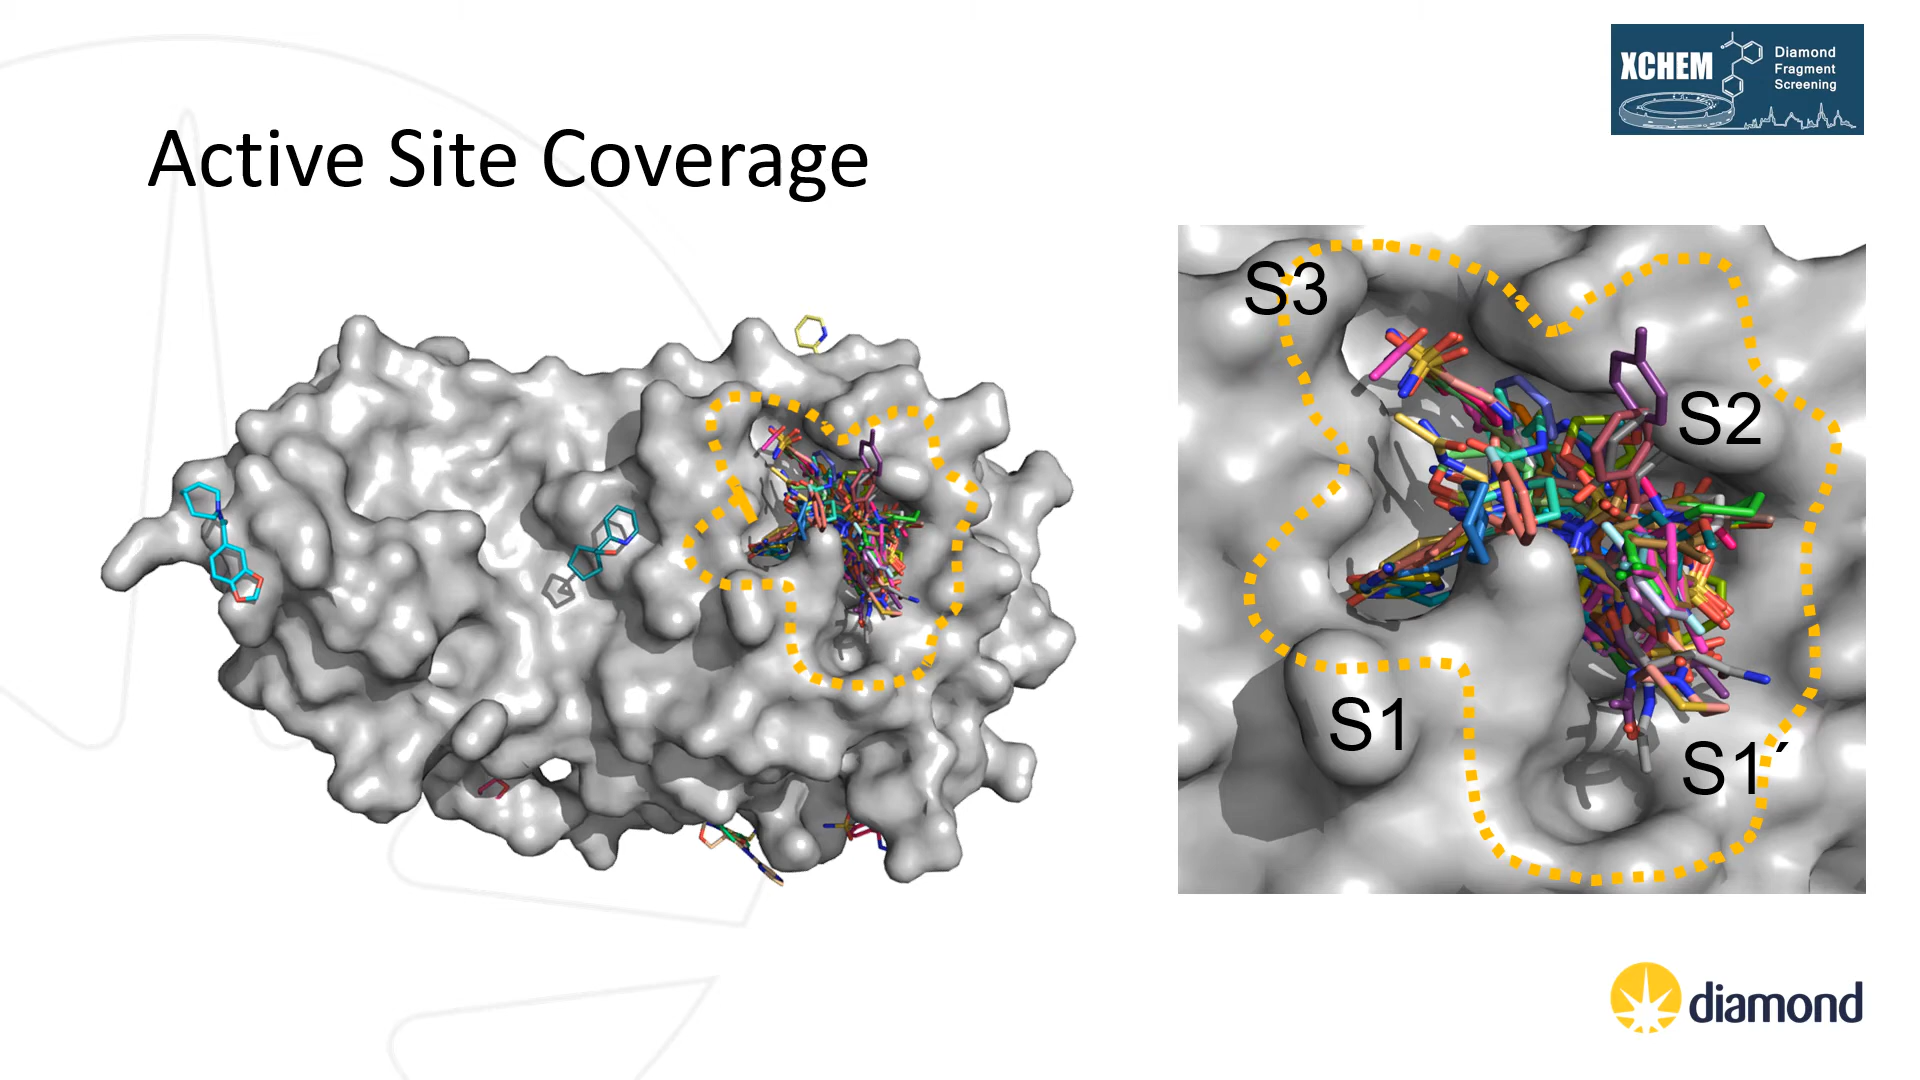 XCHEM
Diamond
Fragment
Screening
Active Site Coverage
S3
S2
S1
S1´
diamond